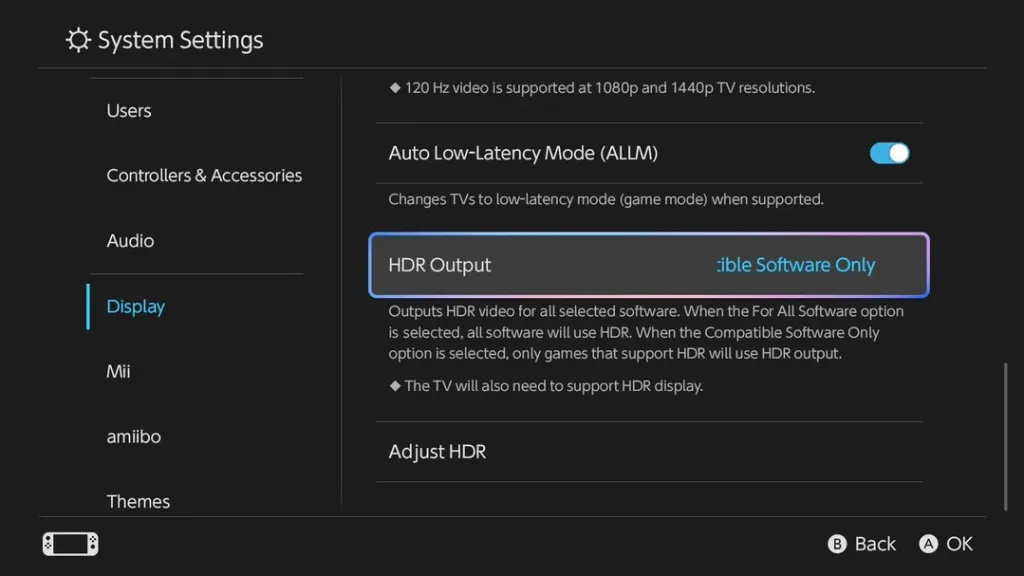 System Settings
Users
Controllers & Accessories
Audio
Display
Mii
amiibo
Themes
◆ 120 Hz video is supported at 1080p and 1440p TV resolutions.
Auto Low-Latency Mode (ALLM)
Changes TVs to low-latency mode (game mode) when supported.
HDR Output :ible Software Only
Outputs HDR video for all selected software. When the For All Software option
is selected, all software will use HDR. When the Compatible Software Only
option is selected, only games that support HDR will use HDR output.
◆ The TV will also need to support HDR display.
Adjust HDR
B Back A OK